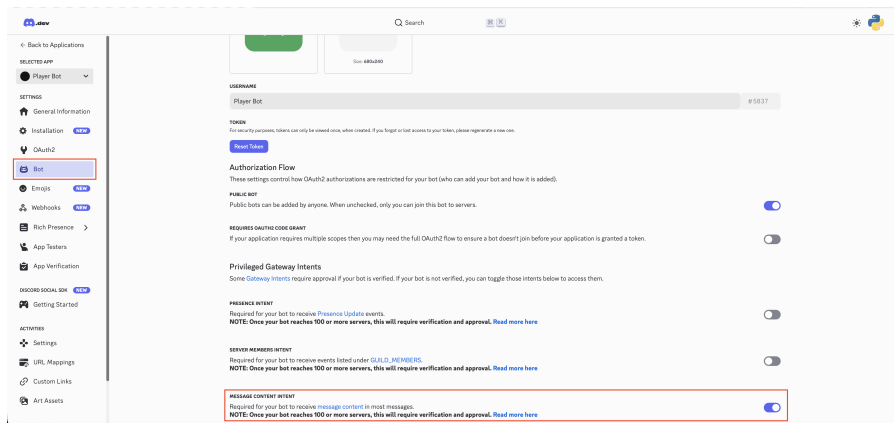 .dev
Search
⌘ K
← Back to Applications
SELECTED APP
Player Bot
SETTINGS
General Information
Installation NEW
OAuth2
Bot
Emojis NEW
Webhooks NEW
Rich Presence
App Testers
App Verification
DISCORD SOCIAL SDK NEW
Getting Started
ACTIVITIES
Settings
URL Mappings
Custom Links
Art Assets
Size: 680x240
USERNAME
Player Bot #5837
TOKEN
For security purposes, tokens can only be viewed once, when created. If you forgot or lost access to your token, please regenerate a new one.
Reset Token
Authorization Flow
These settings control how OAuth2 authorizations are restricted for your bot (who can add your bot and how it is added).
PUBLIC BOT
Public bots can be added by anyone. When unchecked, only you can join this bot to servers.
REQUIRES OAUTH2 CODE GRANT
If your application requires multiple scopes then you may need the full OAuth2 flow to ensure a bot doesn't join before your application is granted a token.
Privileged Gateway Intents
Some Gateway Intents require approval if your bot is verified. If your bot is not verified, you can toggle those intents below to access them.
PRESENCE INTENT
Required for your bot to receive Presence Update events.
NOTE: Once your bot reaches 100 or more servers, this will require verification and approval. Read more here
SERVER MEMBERS INTENT
Required for your bot to receive events listed under GUILD_MEMBERS.
NOTE: Once your bot reaches 100 or more servers, this will require verification and approval. Read more here
MESSAGE CONTENT INTENT
Required for your bot to receive message content in most messages.
NOTE: Once your bot reaches 100 or more servers, this will require verification and approval. Read more here